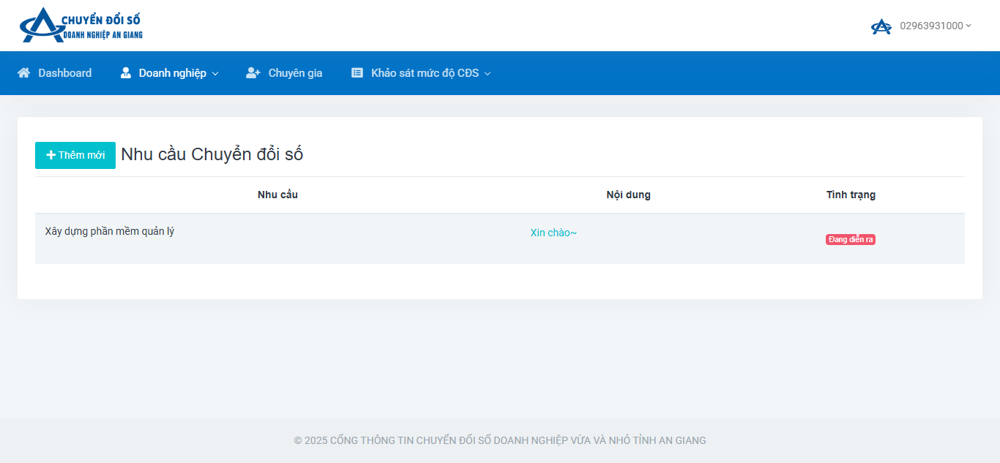 CHUYỂN ĐỔI SỐ
DOANH NGHIỆP AN GIANG
02963931000
Dashboard
Doanh nghiệp
Chuyên gia
Khảo sát mức độ CĐS
Thêm mới
Nhu cầu Chuyển đổi số
Nhu cầu
Nội dung
Tình trạng
Xây dựng phần mềm quản lý
Xin chào~
Đang diễn ra
© 2025 CỔNG THÔNG TIN CHUYỂN ĐỔI SỐ DOANH NGHIỆP VỪA VÀ NHỎ TỈNH AN GIANG